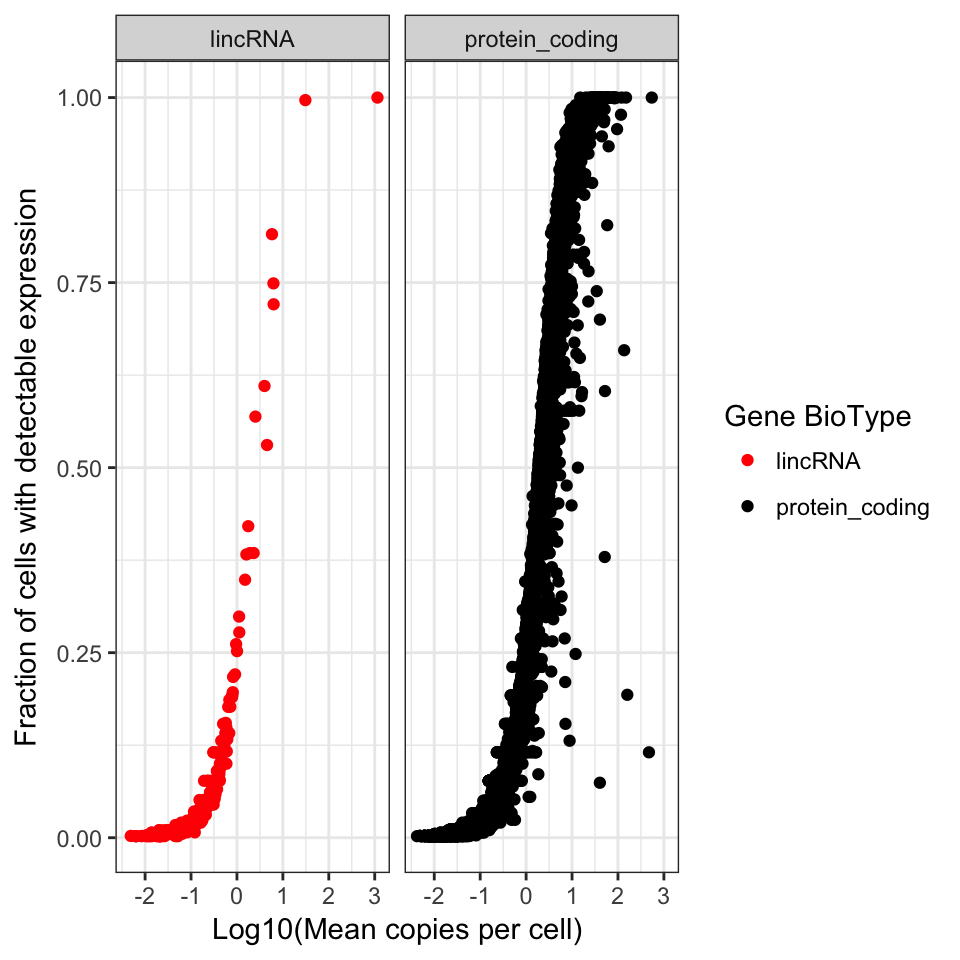 lincRNA
protein_coding
Fraction of cells with detectable expression
1.00
0.75
0.50
0.25
0.00
-2 -1 0 1 2 3
-2 -1 0 1 2 3
Log10(Mean copies per cell)
Gene BioType
lincRNA
protein_coding